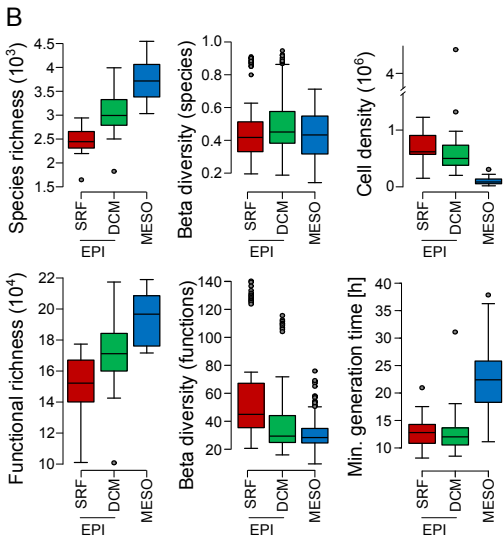 B
Species richness (10³)
4.5
4
3.5
3
2.5
2
1.5
SRF
DCM
MESO
EPI
Beta diversity (species)
1.0
0.8
0.6
0.4
0.2
SRF
DCM
MESO
EPI
Cell density (10⁶)
4
1
0
SRF
DCM
MESO
EPI
Functional richness (10⁴)
22
20
18
16
14
12
10
SRF
DCM
MESO
EPI
Beta diversity (functions)
140
120
100
80
60
40
20
SRF
DCM
MESO
EPI
Min. generation time [h]
40
35
30
25
20
15
10
SRF
DCM
MESO
EPI